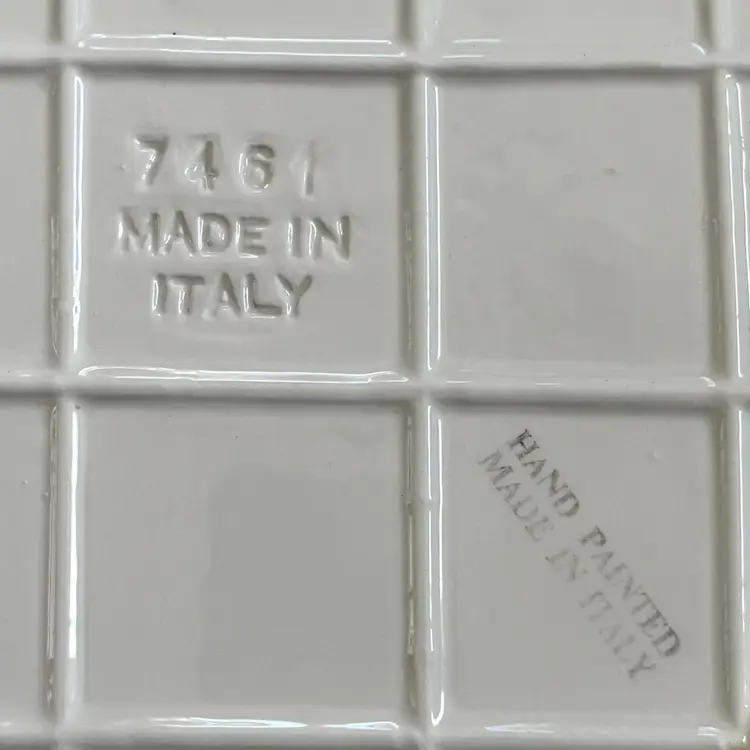 7461
MADE IN
ITALY
HAND PAINTED
MADE IN ITALY